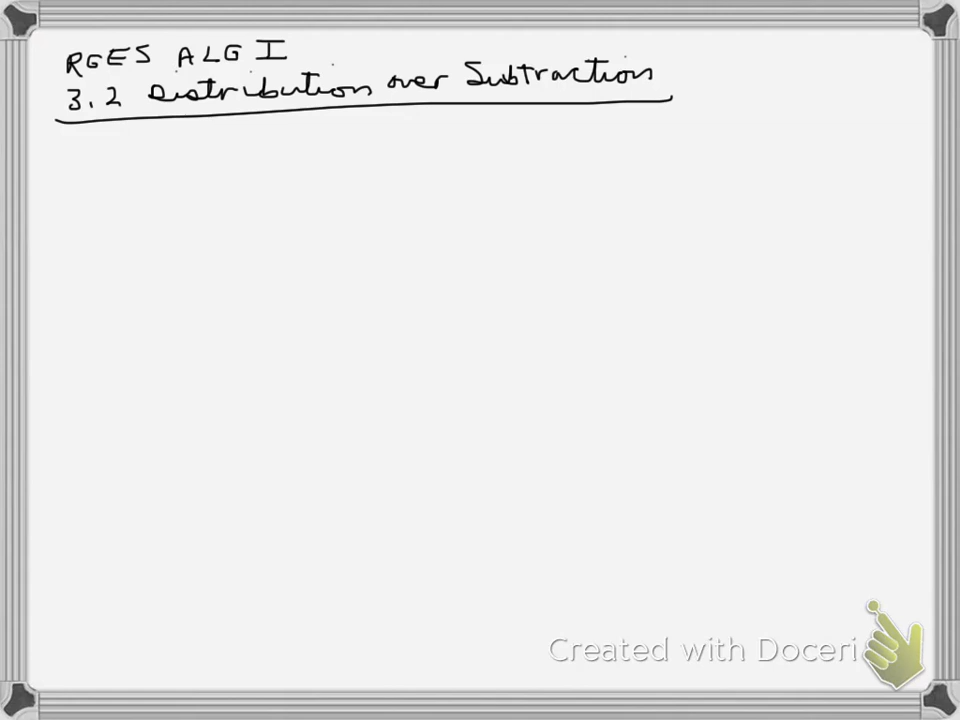 RGES ALG I
3.2 Distribution over Subtraction
Created with Doceri